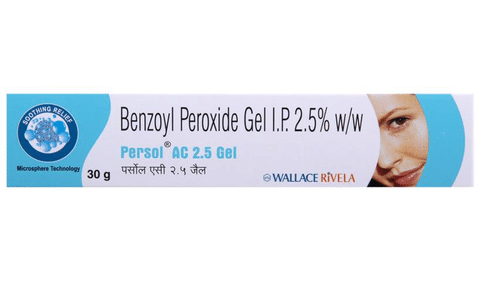 SOOTHING RELIEF
Microsphere Technology
30 g
Benzoyl Peroxide Gel I.P. 2.5% w/w
Persol® AC 2.5 Gel
पर्सोल एसी २.५ जैल
WALLACE RIVELA